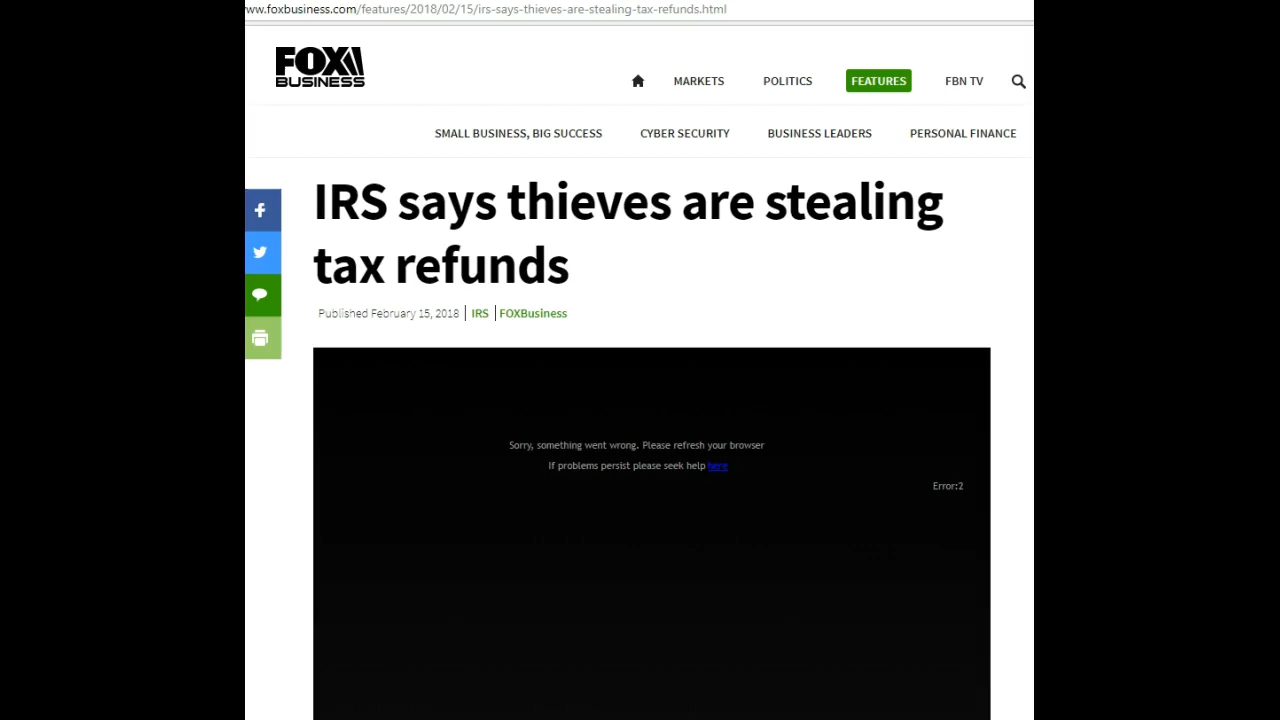 ww.foxbusiness.com/features/2018/02/15/irs-says-thieves-are-stealing-tax-refunds.html
FOX
BUSINESS
MARKETS POLITICS FEATURES FBN TV
SMALL BUSINESS, BIG SUCCESS CYBER SECURITY BUSINESS LEADERS PERSONAL FINANCE
IRS says thieves are stealing
tax refunds
Published February 15, 2018 | IRS | FOXBusiness
Sorry, something went wrong. Please refresh your browser
If problems persist please seek help here
Error:2